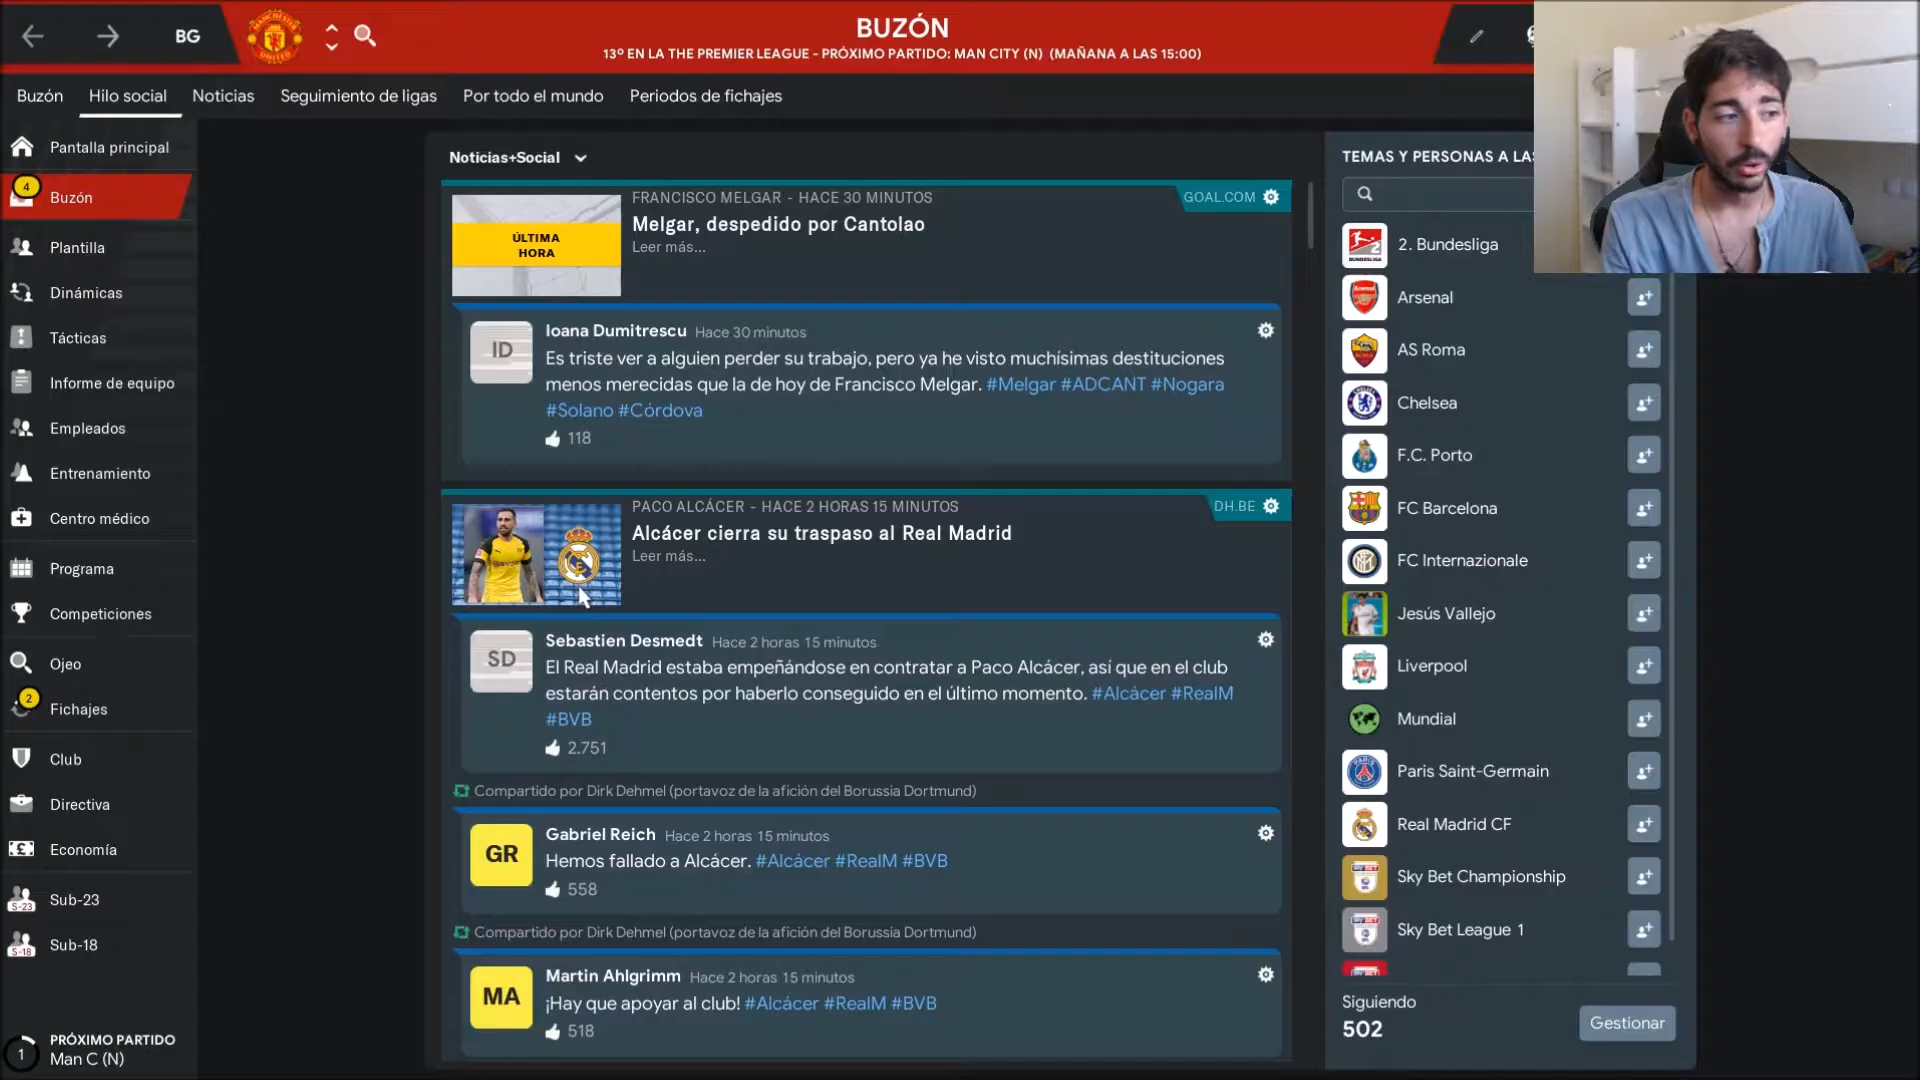 BG
BUZÓN
13º EN LA THE PREMIER LEAGUE - PRÓXIMO PARTIDO: MAN CITY (N) (MAÑANA A LAS 15:00)
Buzón
Hilo social
Noticias
Seguimiento de ligas
Por todo el mundo
Periodos de fichajes
Pantalla principal
4
Buzón
Plantilla
Dinámicas
Tácticas
Informe de equipo
Empleados
Entrenamiento
Centro médico
Programa
Competiciones
Ojeo
2
Fichajes
Club
Directiva
Economía
S-23
Sub-23
S-18
Sub-18
1
PRÓXIMO PARTIDO
Man C (N)
Noticias+Social
ÚLTIMA
HORA
FRANCISCO MELGAR - HACE 30 MINUTOS
GOAL.COM
Melgar, despedido por Cantolao
Leer más...
ID
Ioana Dumitrescu Hace 30 minutos
Es triste ver a alguien perder su trabajo, pero ya he visto muchísimas destituciones
menos merecidas que la de hoy de Francisco Melgar. #Melgar #ADCANT #Nogara
#Solano #Córdova
118
PACO ALCÁCER - HACE 2 HORAS 15 MINUTOS
DH.BE
Alcácer cierra su traspaso al Real Madrid
Leer más...
SD
Sebastien Desmedt Hace 2 horas 15 minutos
El Real Madrid estaba empeñándose en contratar a Paco Alcácer, así que en el club
estarán contentos por haberlo conseguido en el último momento. #Alcácer #RealM
#BVB
2.751
Compartido por Dirk Dehmel (portavoz de la afición del Borussia Dortmund)
GR
Gabriel Reich Hace 2 horas 15 minutos
Hemos fallado a Alcácer. #Alcácer #RealM #BVB
558
Compartido por Dirk Dehmel (portavoz de la afición del Borussia Dortmund)
MA
Martin Ahlgrimm Hace 2 horas 15 minutos
¡Hay que apoyar al club! #Alcácer #RealM #BVB
518
TEMAS Y PERSONAS A
2. Bundesliga
Arsenal
AS Roma
Chelsea
F.C. Porto
FC Barcelona
FC Internazionale
Jesús Vallejo
Liverpool
Mundial
Paris Saint-Germain
Real Madrid CF
Sky Bet Championship
Sky Bet League 1
Siguiendo
502
Gestionar